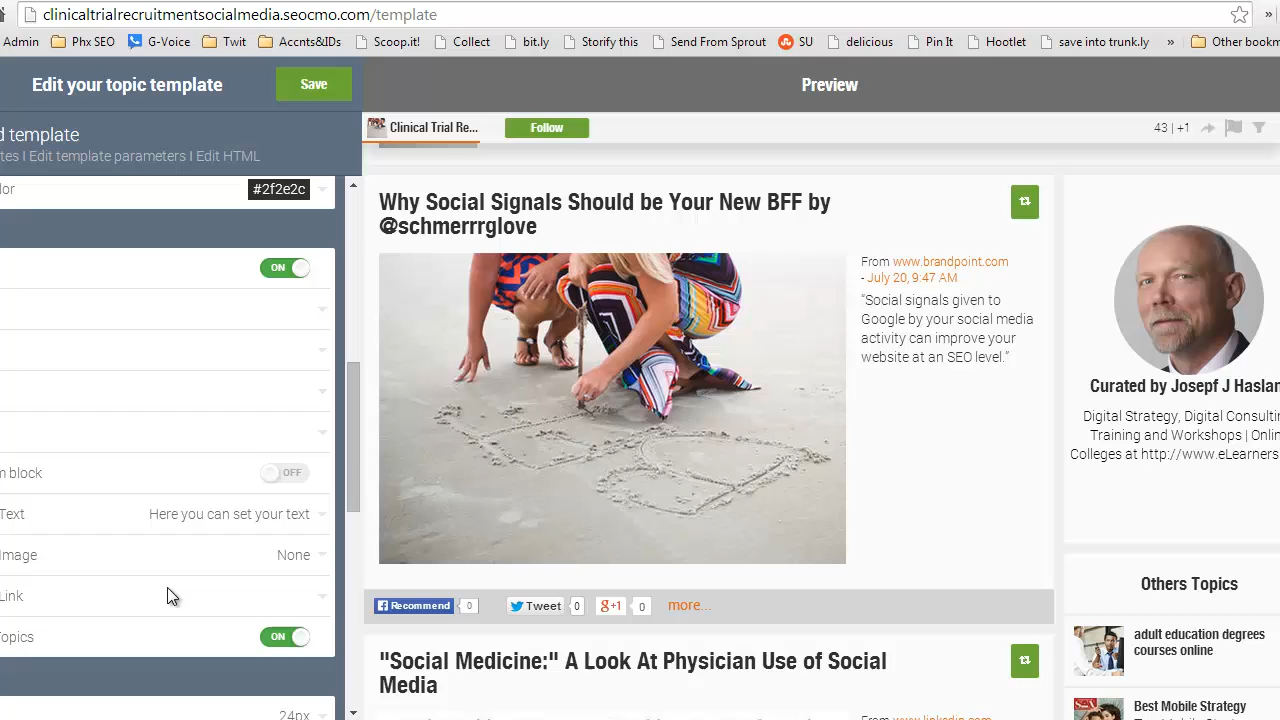 clinicaltrialrecruitmentsocialmedia.seocmo.com/template
Admin PhySEO G-Voice Twit Accnts&IDs Scoop.it! Collect bit.ly Storify this Send From Sprout SU delicious Pin It Hootlet save into trunk.ly » Other bookm
Edit your topic template Save Preview
d template
tes I Edit template parameters I Edit HTML
Clinical Trial Re... Follow 43 | +1
lor #2f2e2c
ON
m block OFF
Text Here you can set your text
Image None
Link
Topics ON
24px
Why Social Signals Should be Your New BFF by
@schmerrrglove
From www.brandpoint.com
- July 20, 9:47 AM
“Social signals given to
Google by your social media
activity can improve your
website at an SEO level.”
Recommend 0 Tweet 0 g+1 0 more...
"Social Medicine:" A Look At Physician Use of Social
Media
From www.linkedin.com
Curated by Josepf J Haslam
Digital Strategy, Digital Consultin
Training and Workshops | Onlin
Colleges at http://www.eLearners
Others Topics
adult education degrees
courses online
Best Mobile Strategy